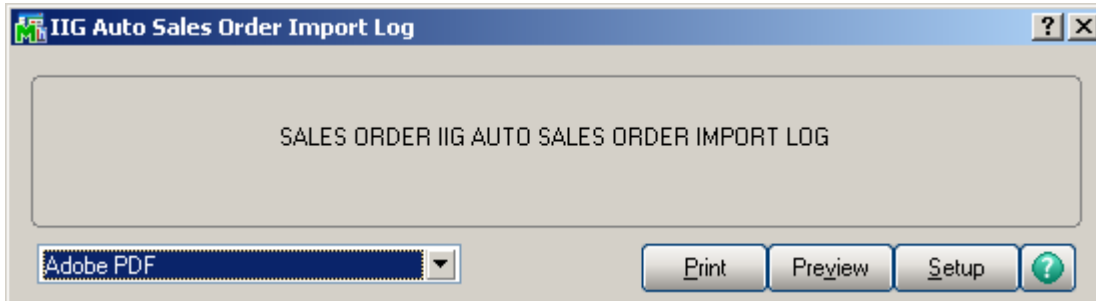 IIG Auto Sales Order Import Log
SALES ORDER IIG AUTO SALES ORDER IMPORT LOG
Adobe PDF
Print
Preview
Setup